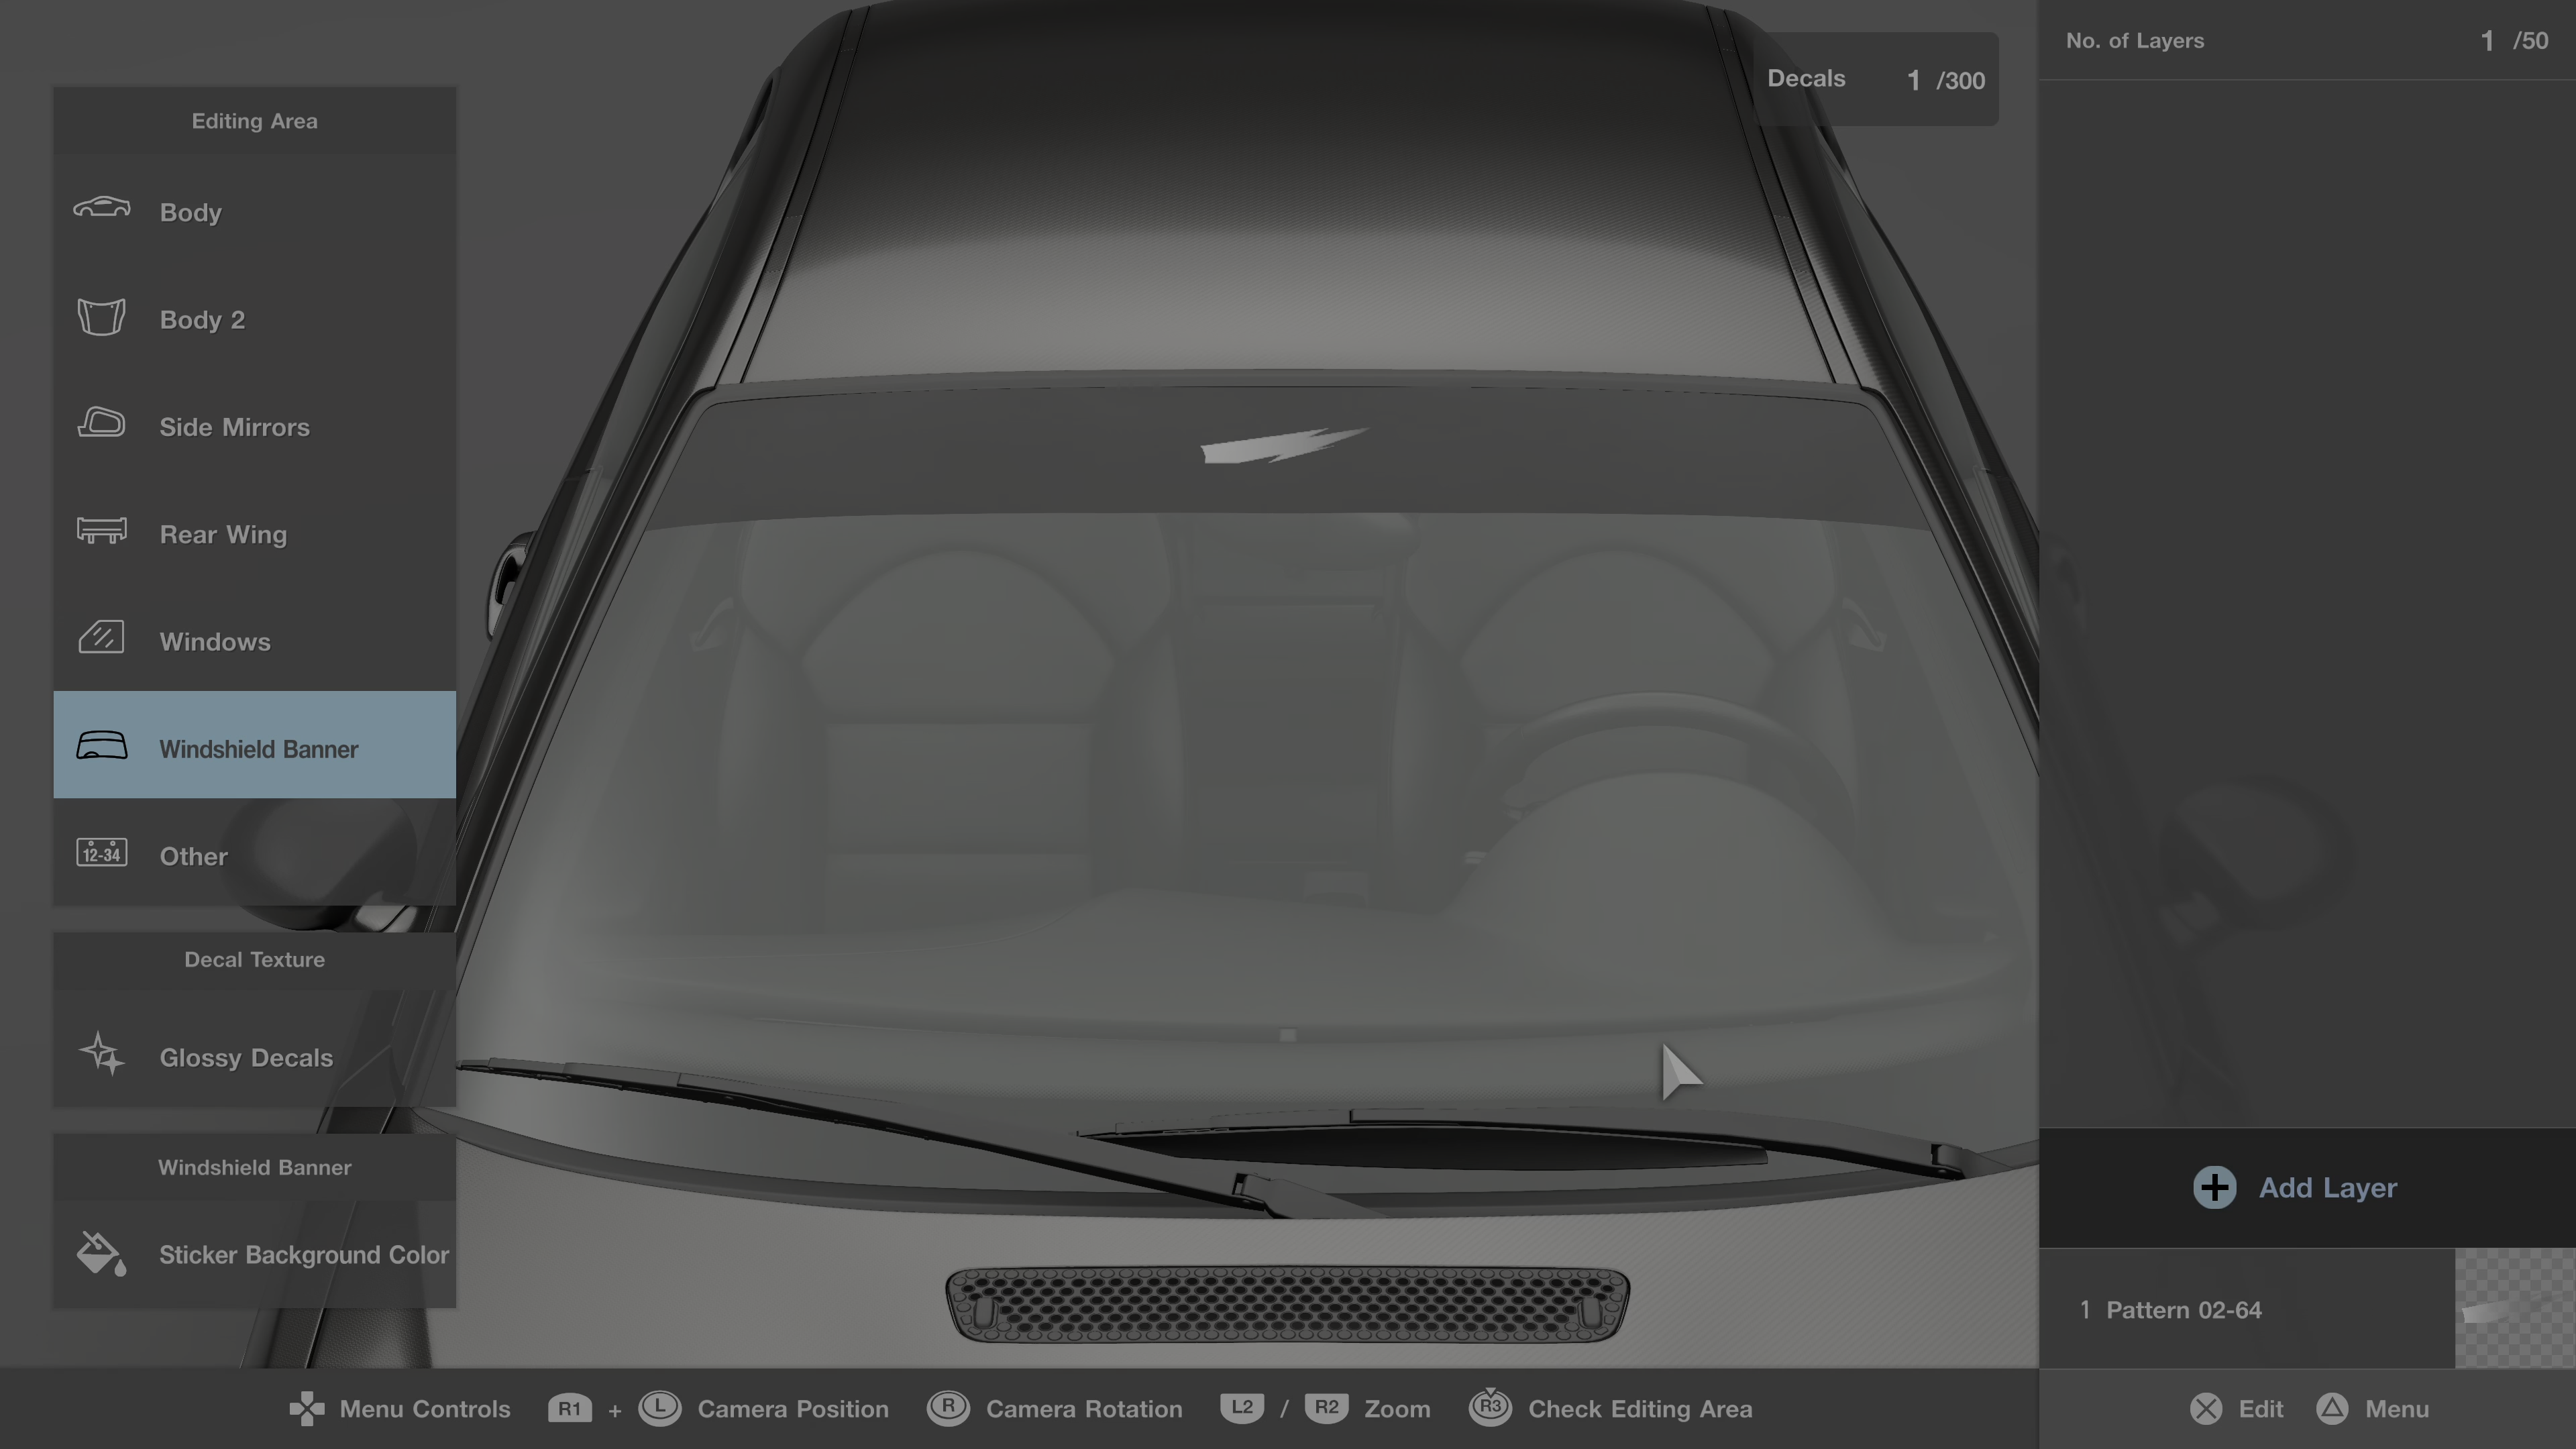 Editing Area
Body
Body 2
Side Mirrors
Rear Wing
Windows
Windshield Banner
12-34
Other
Decal Texture
Glossy Decals
Windshield Banner
Sticker Background Color
Decals 1 /300
No. of Layers 1 /50
Add Layer
1 Pattern 02-64
Menu Controls R1 + L Camera Position R Camera Rotation L2 / R2 Zoom R3 Check Editing Area Edit Menu